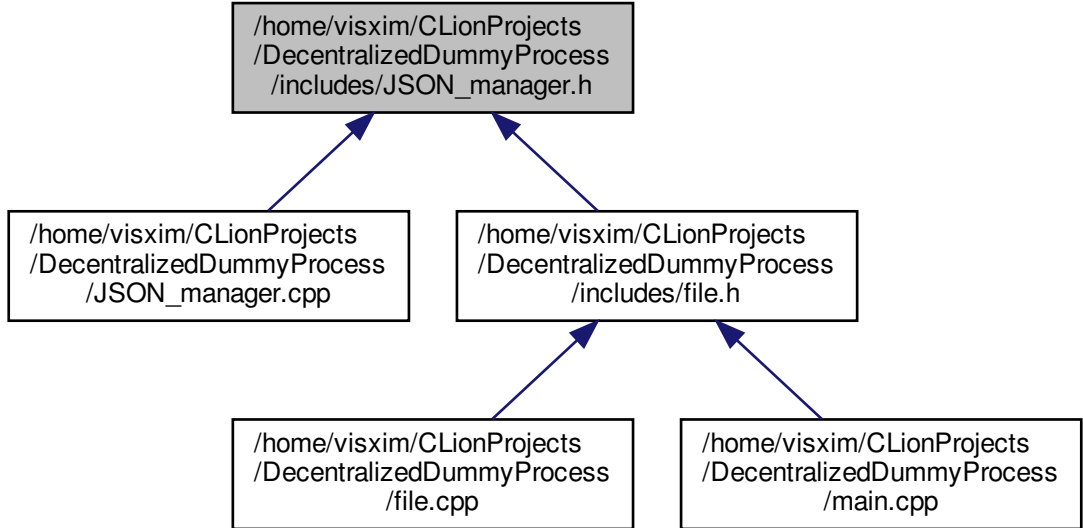 /home/visxim/CLionProjects
/DecentralizedDummyProcess
/includes/JSON_manager.h
/home/visxim/CLionProjects
/DecentralizedDummyProcess
/JSON_manager.cpp
/home/visxim/CLionProjects
/DecentralizedDummyProcess
/includes/file.h
/home/visxim/CLionProjects
/DecentralizedDummyProcess
/file.cpp
/home/visxim/CLionProjects
/DecentralizedDummyProcess
/main.cpp